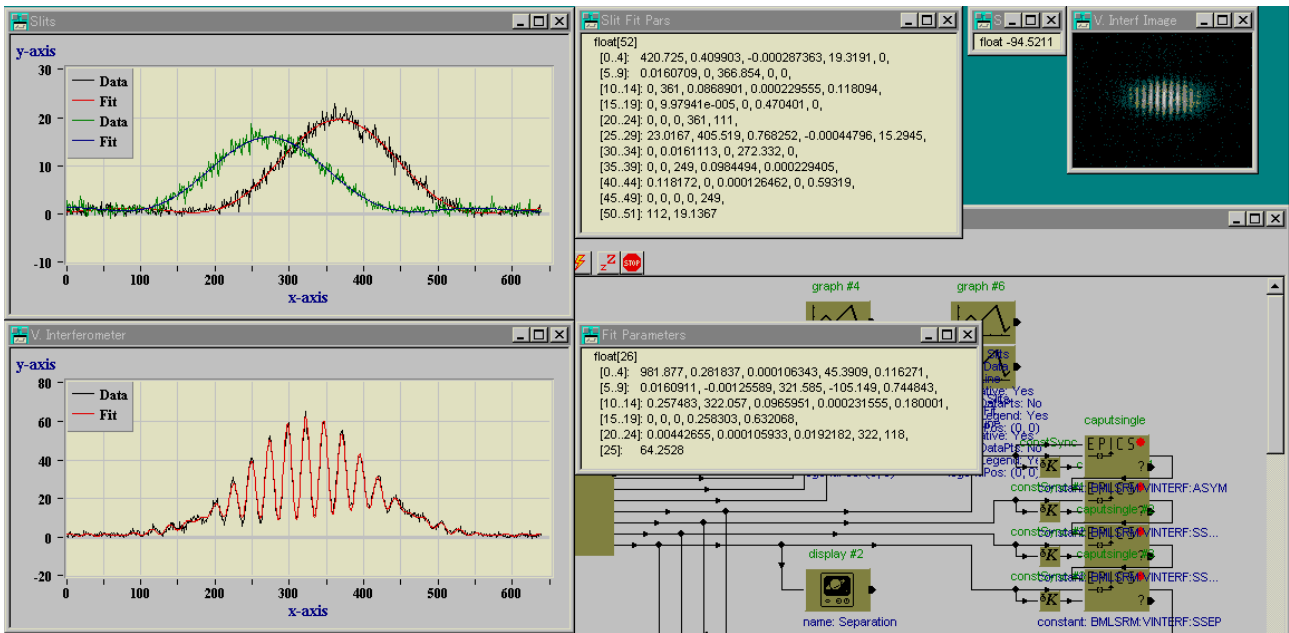 Slits
y-axis
30
20
10
0
-10
Data
Fit
Data
Fit
0 100 200 300 400 500 600
x-axis
Slit Fit Pars
float[52]
[0..4]: 420.725, 0.409903, -0.000287363, 19.3191, 0,
[5..9]: 0.0160709, 0, 366.854, 0, 0,
[10..14]: 0, 361, 0.0868901, 0.000229555, 0.118094,
[15..19]: 0, 9.97941e-005, 0, 0.470401, 0,
[20..24]: 0, 0, 0, 361, 111,
[25..29]: 23.0167, 405.519, 0.768252, -0.00044796, 15.2945,
[30..34]: 0, 0.0161113, 0, 272.332, 0,
[35..39]: 0, 0, 249, 0.0984494, 0.000229405,
[40..44]: 0.118172, 0, 0.000126462, 0, 0.59319,
[45..49]: 0, 0, 0, 0, 249,
[50..51]: 112, 19.1367
S
float -94.5211
V. Interf Image
STOP
graph #4
graph #6
V. Interferometer
y-axis
80
60
40
20
0
-20
Data
Fit
0 100 200 300 400 500 600
x-axis
Fit Parameters
float[26]
[0..4]: 981.877, 0.281837, 0.000106343, 45.3909, 0.116271,
[5..9]: 0.0160911, -0.00125589, 321.585, -105.149, 0.744843,
[10..14]: 0.257483, 322.057, 0.0965951, 0.000231555, 0.180001,
[15..19]: 0, 0, 0, 0.258303, 0.632068,
[20..24]: 0.00442655, 0.000105933, 0.0192182, 322, 118,
[25]: 64.2528
caputsingle
EPICS
constant: BMLSRM:VINTERF:ASYM
display #2
name: Separation
constant: BMLSRM:VINTERF:SSEP